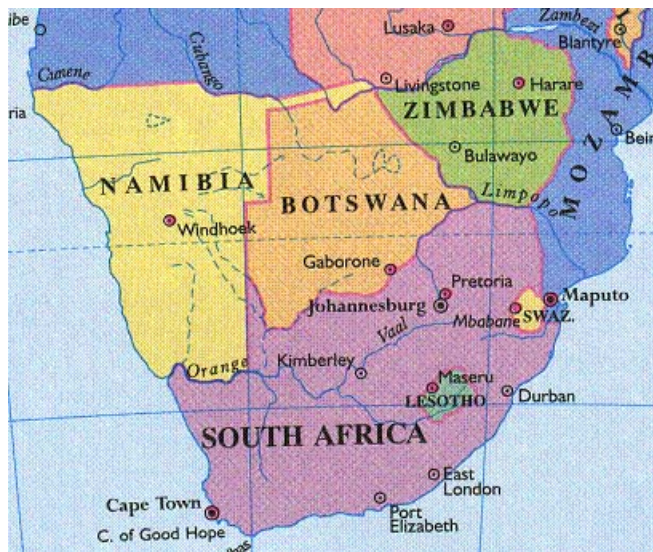 ibe
Lusaka
Zambezi
Blantyre
Cunene
Cubango
Livingstone
Harare
ZIMBABWE
ria
Bei
Bulawayo
MOZAMB
NAMIBIA
BOTSWANA
Limpopo
Windhoek
Gaborone
Pretoria
Johannesburg
Maputo
Mbabane
SWAZ.
Vaal
Orange
Kimberley
Maseru
LESOTHO
Durban
SOUTH AFRICA
East
London
Cape Town
Port
Elizabeth
C. of Good Hope
lhas